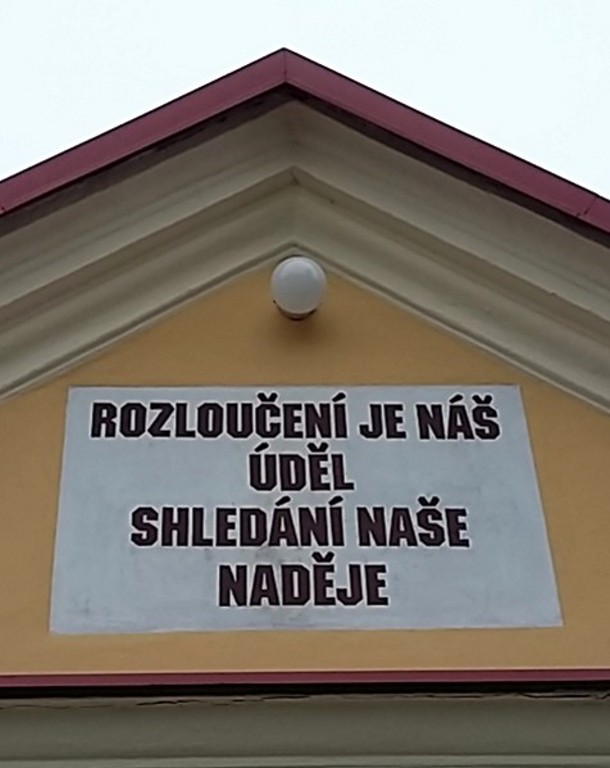 ROZLOUČENÍ JE NÁŠ
ÚDĚL
SHLEDÁNÍ NAŠE
NADĚJE